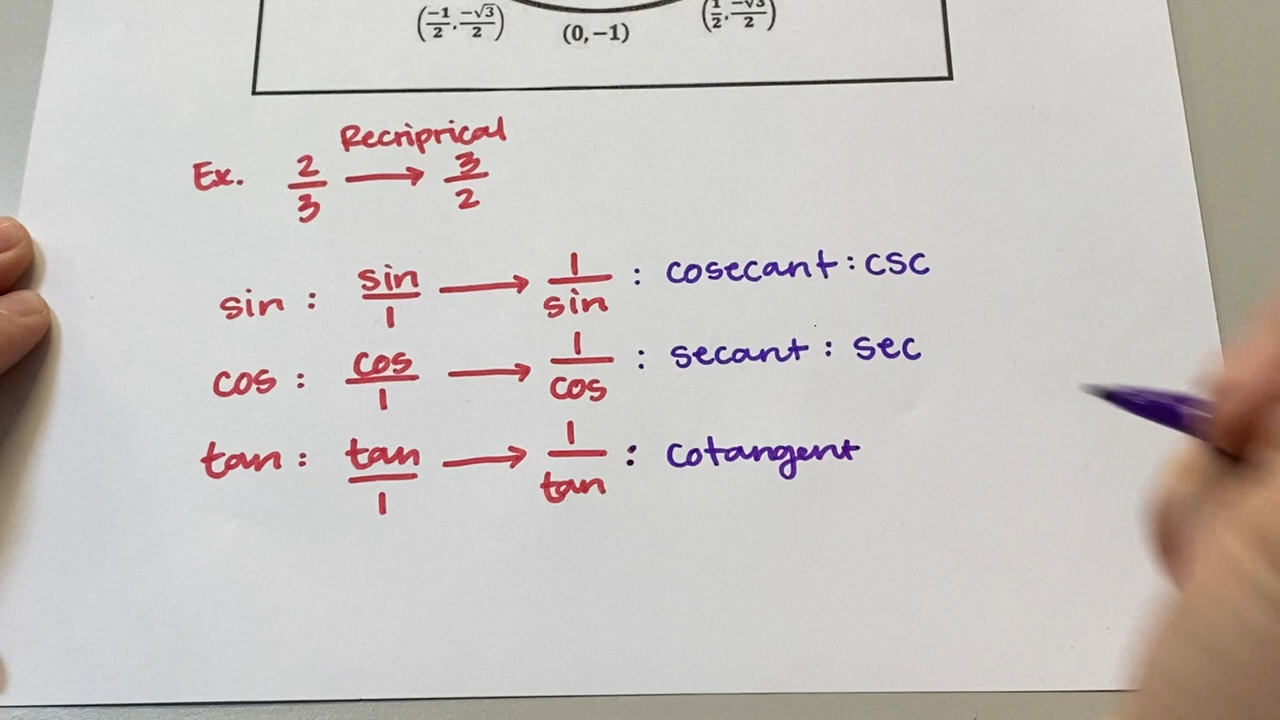 (-1/2, -√3/2) (0, -1) (1/2, -√3/2)
Recriprical
Ex. 2/3 → 3/2
sin : sin/1 → 1/sin : cosecant : csc
cos : cos/1 → 1/cos : secant : sec
tan : tan/1 → 1/tan : cotangent